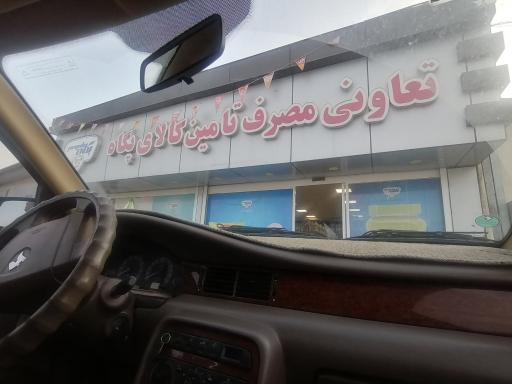 تعاونی مصرف تامین کالای پگاه